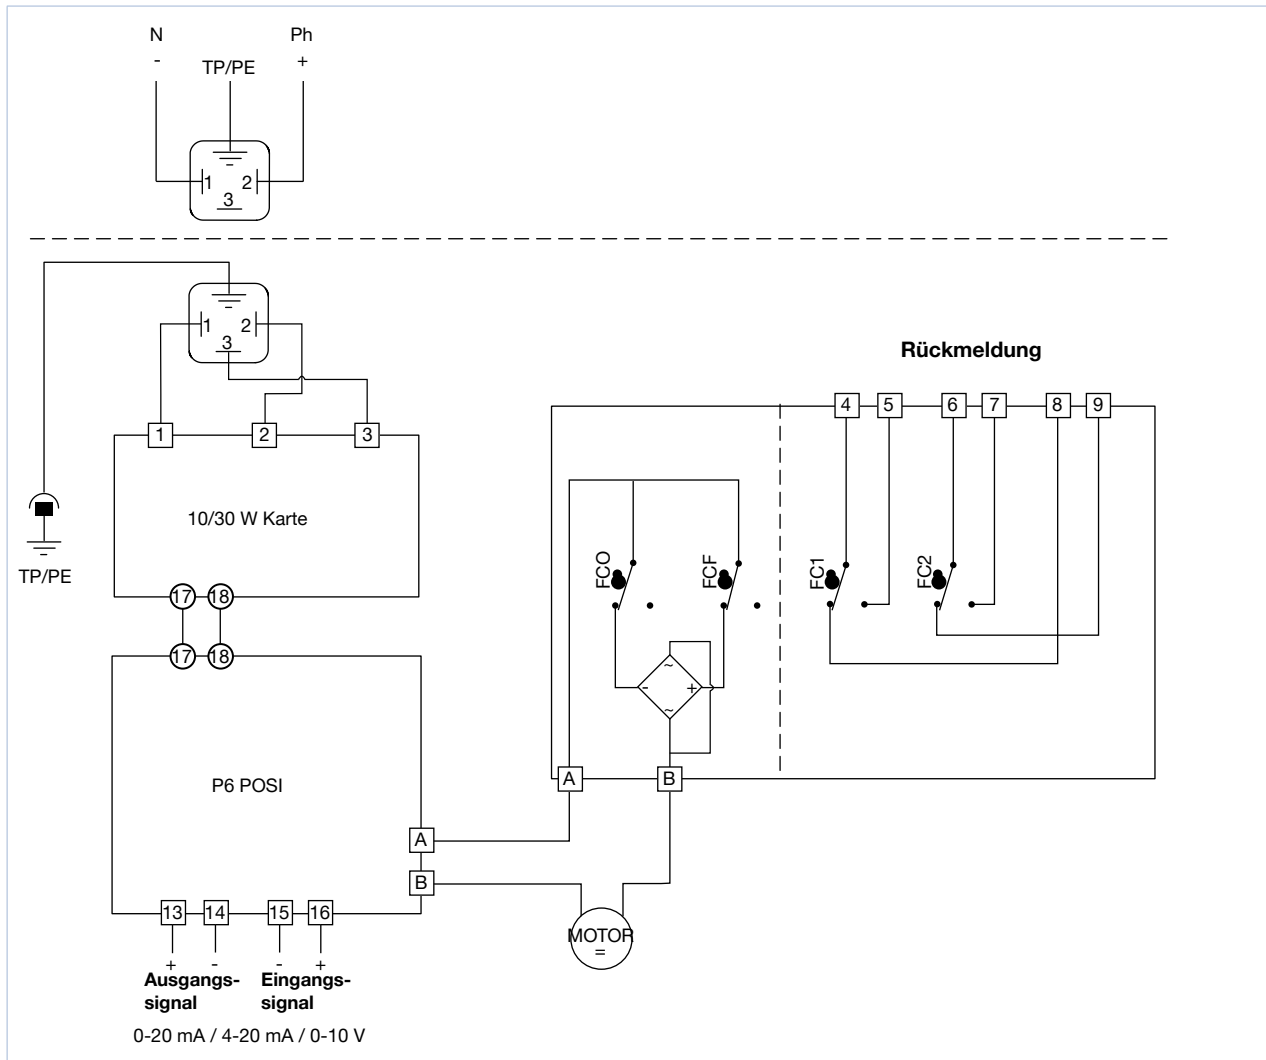 N
Ph
-
TP/PE
+
1
2
3
1
2
3
Rückmeldung
4
5
6
7
8
9
1
2
3
10/30 W Karte
TP/PE
FCO
FCF
FC1
FC2
17
18
17
18
~
-
+
~
P6 POSI
A
B
A
B
13
14
15
16
MOTOR
=
+
-
-
+
Ausgangs-
signal
Eingangs-
signal
0-20 mA / 4-20 mA / 0-10 V